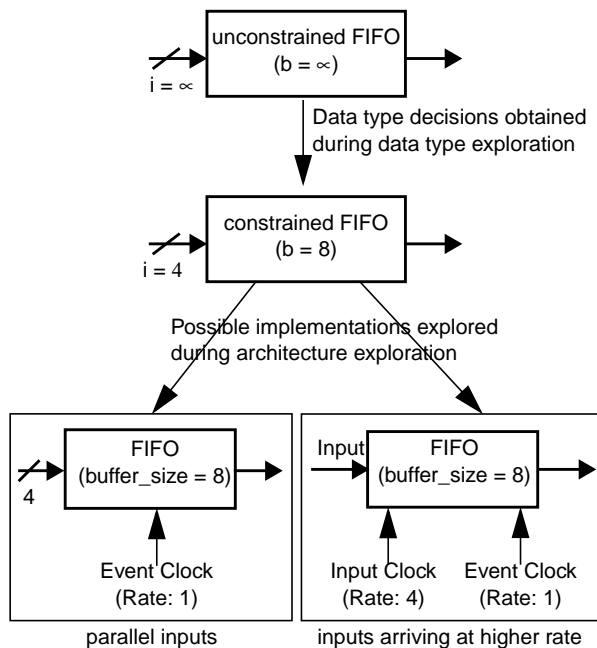 unconstrained FIFO
(b = ∝)
i = ∝
Data type decisions obtained
during data type exploration
constrained FIFO
(b = 8)
i = 4
Possible implementations explored
during architecture exploration
FIFO
(buffer_size = 8)
4
Event Clock
(Rate: 1)
parallel inputs
Input
FIFO
(buffer_size = 8)
Input Clock
(Rate: 4)
Event Clock
(Rate: 1)
inputs arriving at higher rate